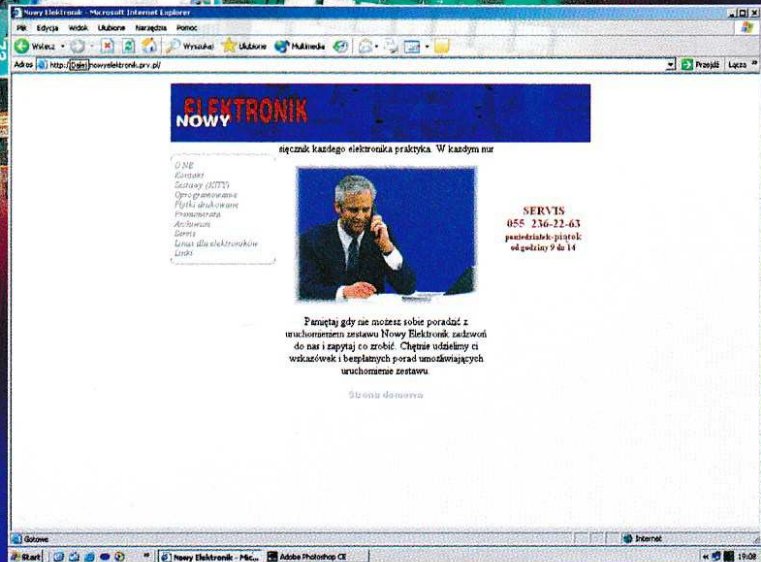 Nowy Elektronik - Microsoft Internet Explorer
Plik Edycja Widok Ulubione Narzędzia Pomoc
Wstecz Wyszukaj Ulubione Multimedia
Adres http://nowyelektronik.prv.pl/ Przejdź Łącza
ELEKTRONIK
NOWY
sięcznik każdego elektronika praktyka. W każdym nur
O NE
Kontakt
Zestawy (KITY)
Oprogramowanie
Płytki drukowane
Prenumerata
Archiwum
Serwis
Linux dla elektroników
Linki
SERVIS
055 236-22-63
poniedziałek-piątek
od godziny 9 do 14
Pamiętaj gdy nie możesz sobie poradzić z
uruchomieniem zestawu Nowy Elektronik zadzwoń
do nas i zapytaj co zrobić. Chętnie udzielimy ci
wskazówek i bezpłatnych porad umożliwiających
uruchomienie zestawu.
Strona domowa
Gotowe Internet
Start Nowy Elektronik - Mic... Adobe Photoshop CE 19:08